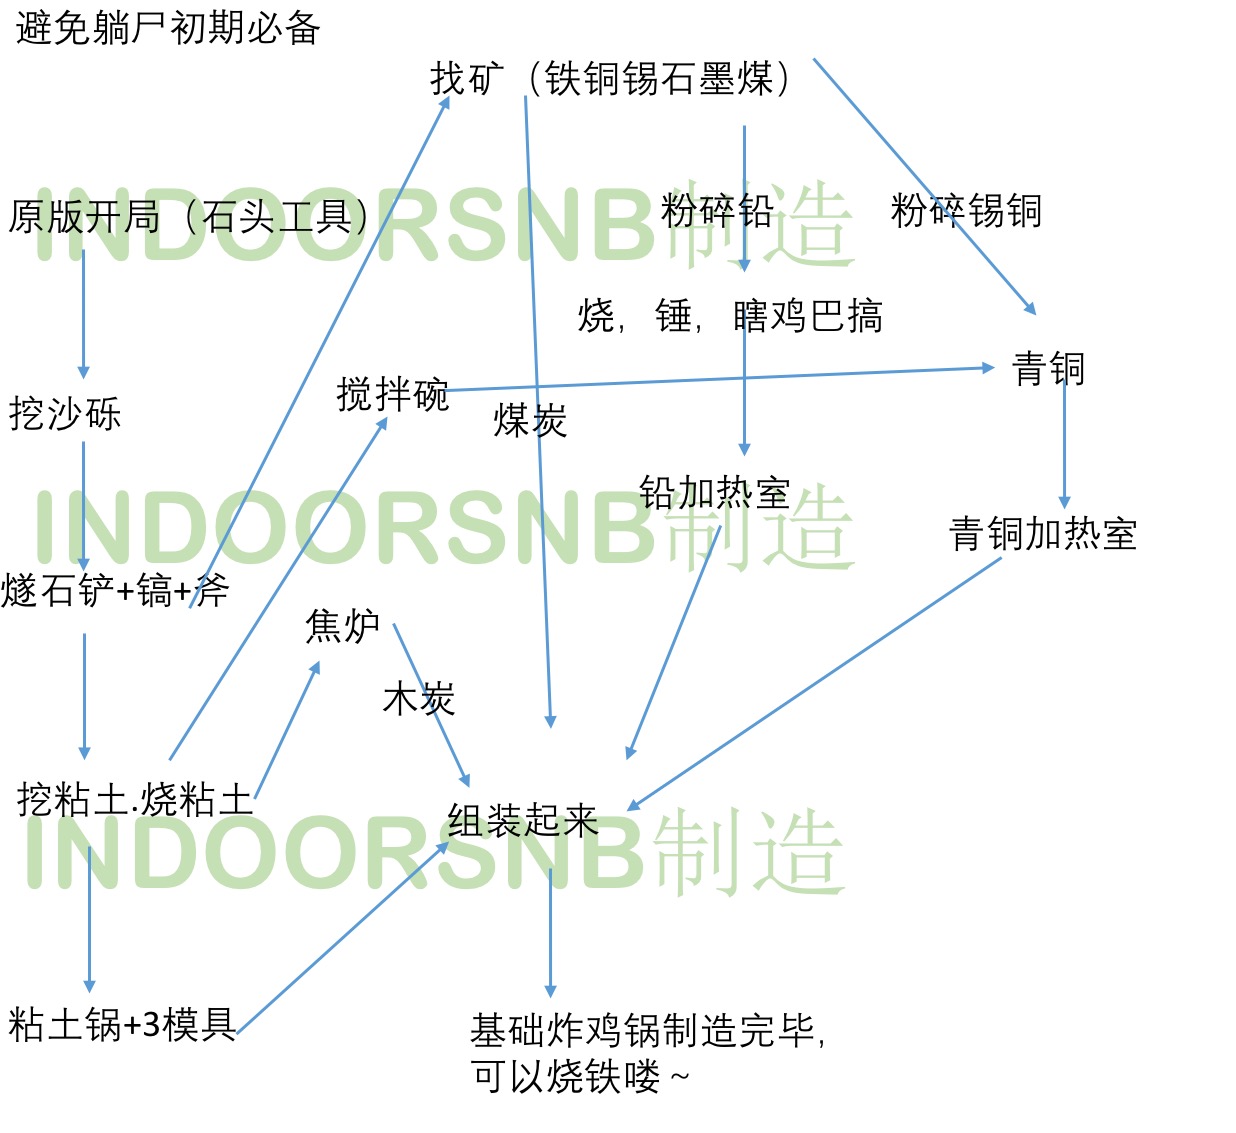 避免躺尸初期必备
找矿（铁铜锡石墨煤）
原版开局（石头工具）
INDOORSNB制造
粉碎铅
粉碎锡铜
烧，锤，瞎鸡巴搞
青铜
搅拌碗
煤炭
挖沙砾
铅加热室
INDOORSNB制造
青铜加热室
燧石铲+镐+斧
焦炉
木炭
挖粘土.烧粘土
组装起来
INDOORSNB制造
粘土锅+3模具
基础炸鸡锅制造完毕，
可以烧铁喽～